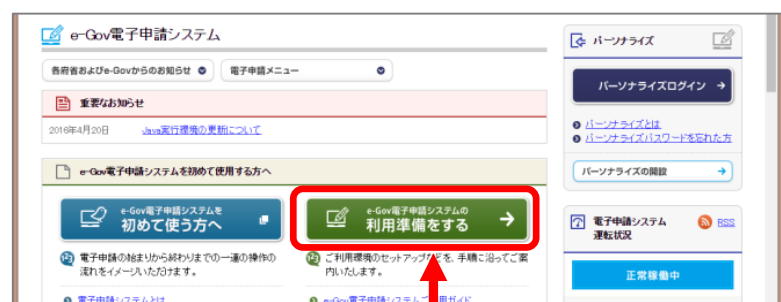 e-Gov電子申請システム
各府省およびe-Govからのお知らせ
電子申請メニュー
重要なお知らせ
2016年4月20日 Java実行環境の更新について
e-Gov電子申請システムを初めて使用する方へ
e-Gov電子申請システムを
初めて使う方へ
e-Gov電子申請システムの
利用準備をする
電子申請の始まりから終わりまでの一連の操作の
流れをイメージいただけます。
ご利用環境のセットアップなどを、手順に沿ってご案
内いたします。
電子申請システムとは
パーソナライズ
パーソナライズログイン
パーソナライズとは
パーソナライズパスワードを忘れた方
パーソナライズの開設
電子申請システム
運転状況
RSS
正常稼働中